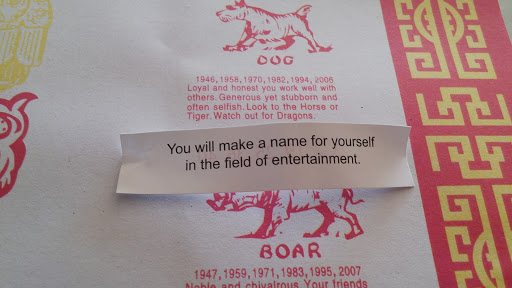 DOG
1946,1958,1970,1982,1994,2006
Loyal and honest you work well with
others. Generous yet stubborn and
often selfish. Look to the Horse or
Tiger. Watch out for Dragons.
You will make a name for yourself
in the field of entertainment.
BOAR
1947,1959,1971,1983,1995,2007
Noble and chivalrous. Your friends